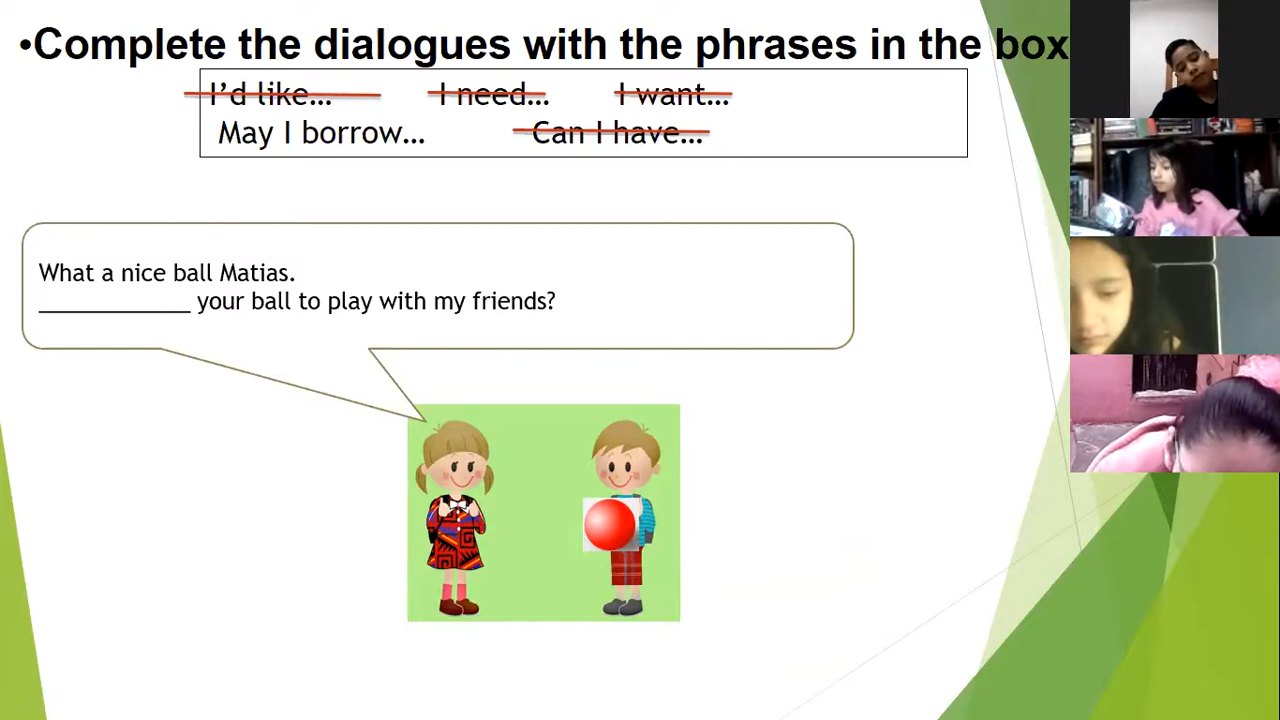 •Complete the dialogues with the phrases in the box
I'd like… I need… I want…
May I borrow… Can I have…
What a nice ball Matias.
____________ your ball to play with my friends?